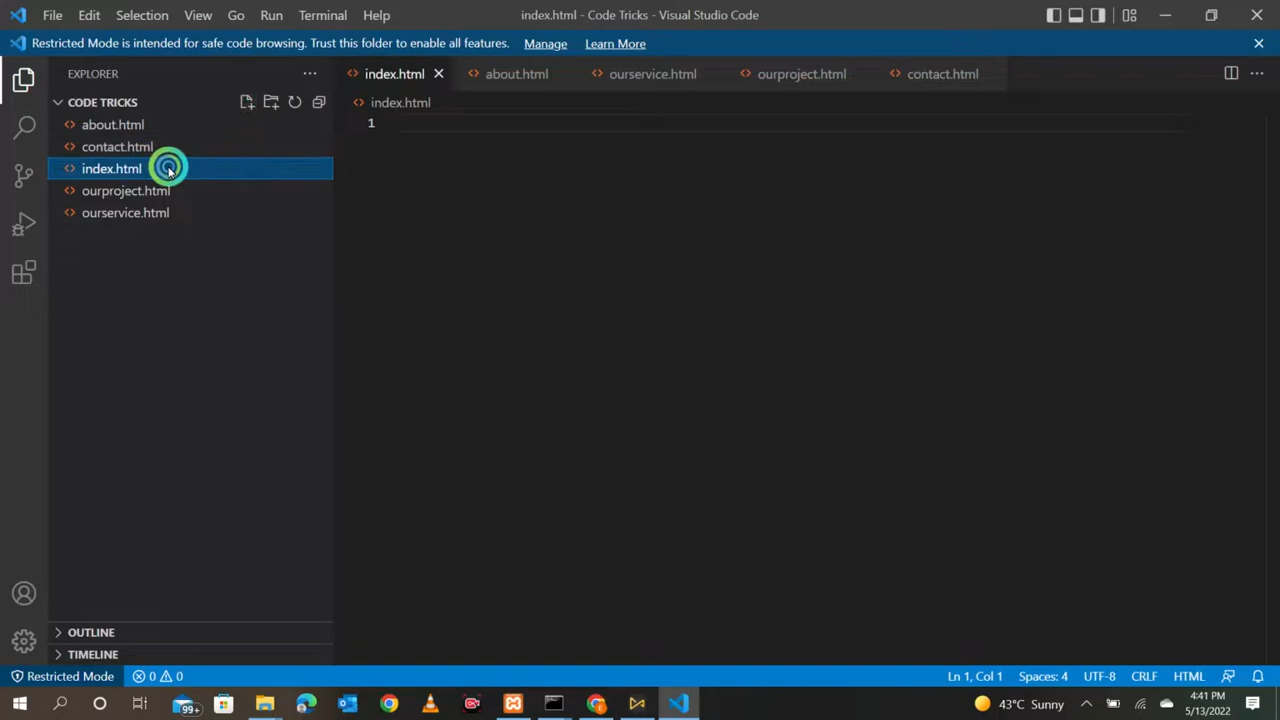 File Edit Selection View Go Run Terminal Help index.html - Code Tricks - Visual Studio Code
Restricted Mode is intended for safe code browsing. Trust this folder to enable all features. Manage Learn More
EXPLORER
index.html about.html ourservice.html ourproject.html contact.html
CODE TRICKS
index.html
about.html
1
contact.html
index.html
ourproject.html
ourservice.html
OUTLINE
TIMELINE
Restricted Mode 0 0 Ln 1, Col 1 Spaces: 4 UTF-8 CRLF HTML
99+ 43°C Sunny 4:41 PM
5/13/2022